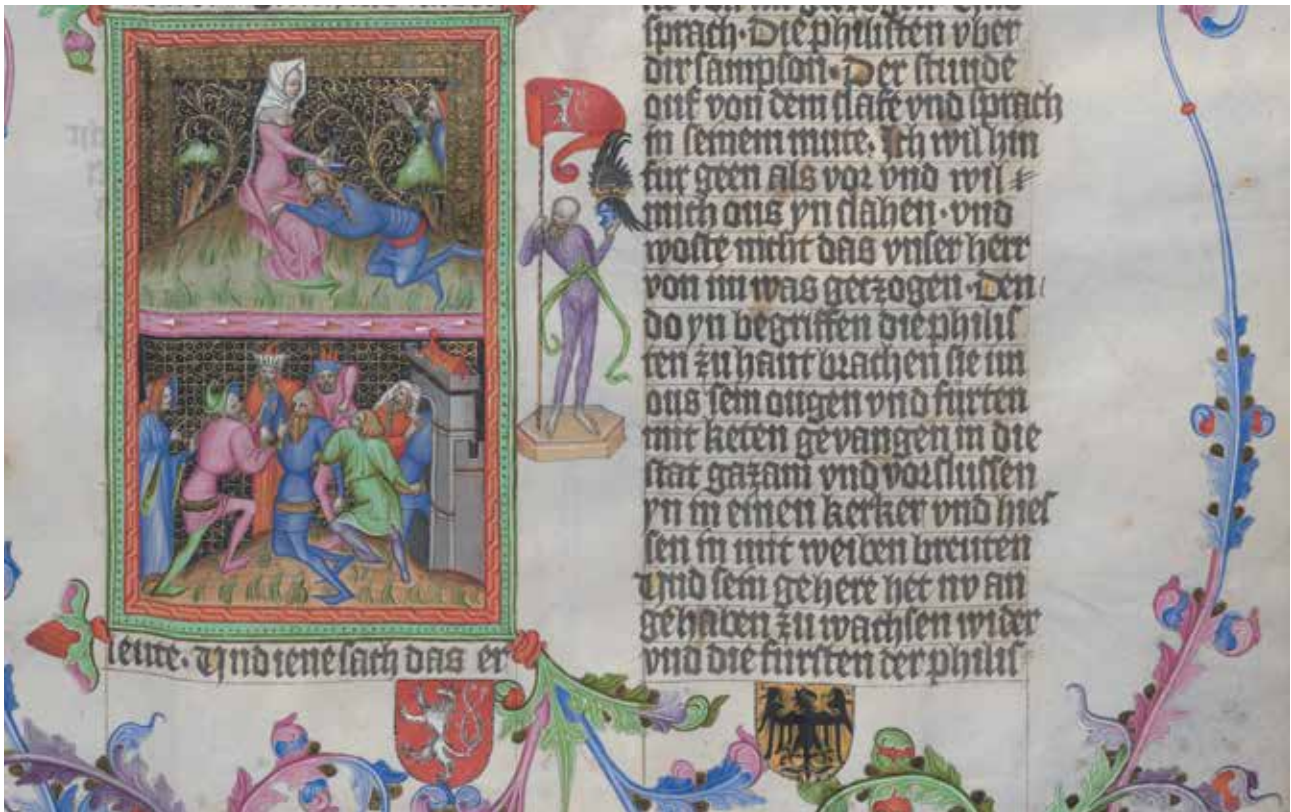 leute. Und iene sach das er
sprach. Die philisten vber
dir sampson. Der stunde
ouf von dem slafe vnd sprach
in seinem mute. Ich wil hin
fur geen als vor vnd wil
mich ous yn slahen. vnd
woste nicht das vnser herr
von im was getzogen. Den
do yn begriffen die philis
ten zu hant brachen sie im
ous sein ougen vnd furten
mit keten gevangen in die
stat gazam vnd vorslussen
yn in einen kerker vnd hies
sen in mit weiben breuten
Und sein gehere het nv an
gehaben zu wachsen wider
vnd die fursten der philis